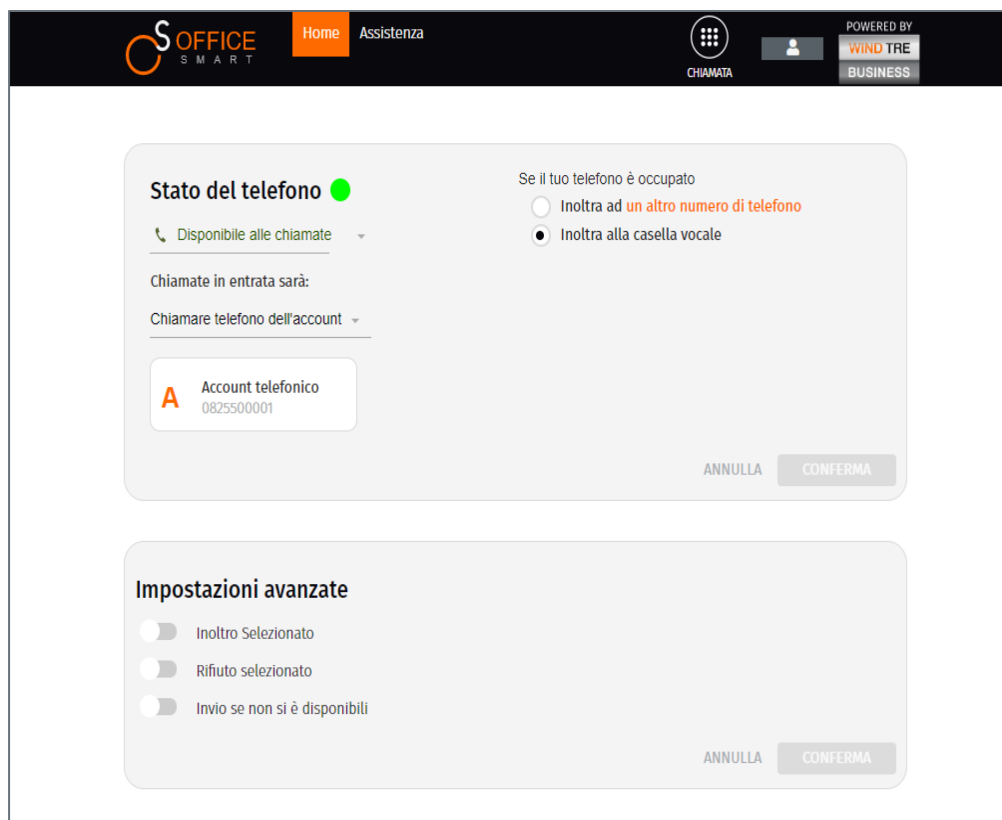 OFFICE
SMART
Home
Assistenza
CHIAMATA
POWERED BY
WIND TRE
BUSINESS
Stato del telefono
Disponibile alle chiamate
Chiamate in entrata sarà:
Chiamare telefono dell'account
A
Account telefonico
0825500001
Se il tuo telefono è occupato
Inoltra ad un altro numero di telefono
Inoltra alla casella vocale
ANNULLA
CONFERMA
Impostazioni avanzate
Inoltro Selezionato
Rifiuto selezionato
Invio se non si è disponibili
ANNULLA
CONFERMA